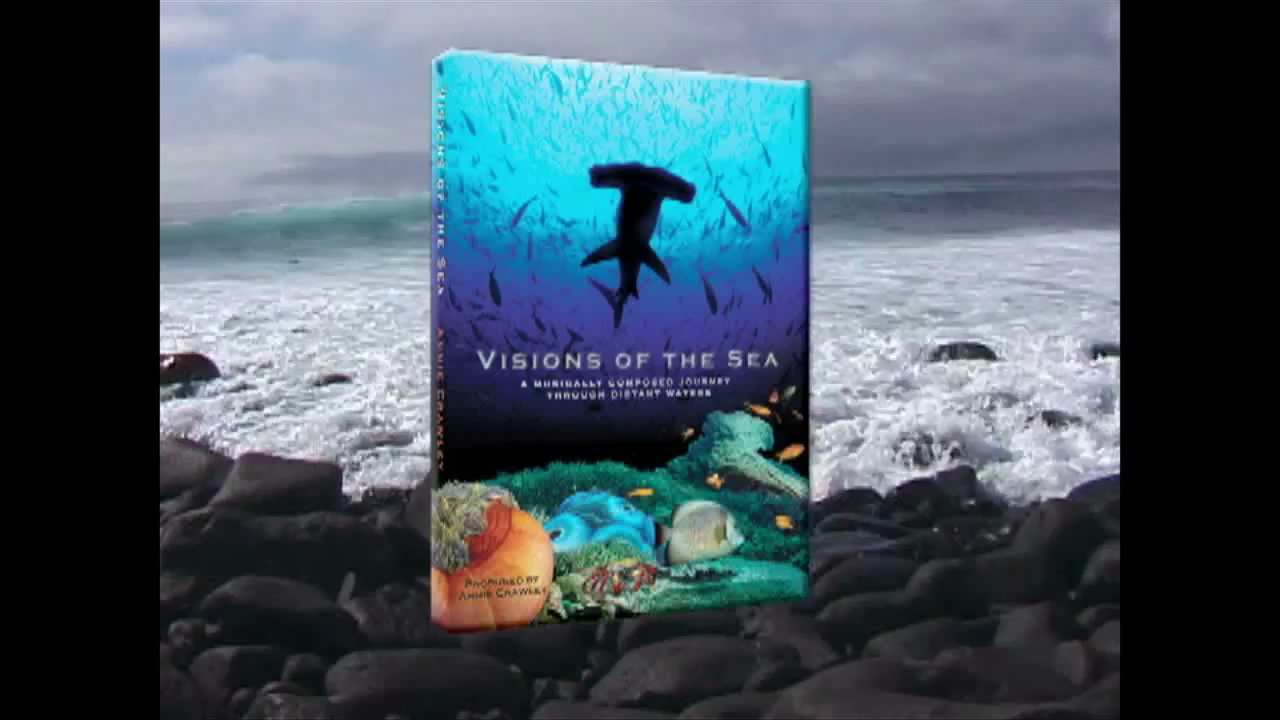 VISIONS OF THE SEA ANNIE CRAWLEY
VISIONS OF THE SEA
A MUSICALLY COMPOSED JOURNEY
THROUGH DISTANT WATERS
PRODUCED BY
ANNIE CRAWLEY